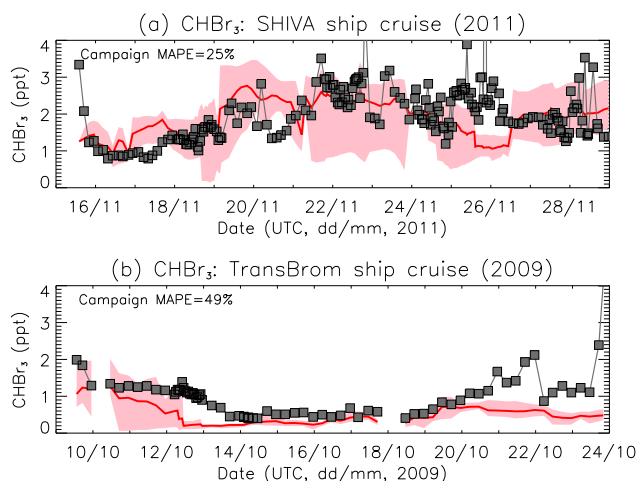 (a) CHBr₃: SHIVA ship cruise (2011)
Campaign MAPE=25%
CHBr₃ (ppt)
4
3
2
1
0
16/11 18/11 20/11 22/11 24/11 26/11 28/11
Date (UTC, dd/mm, 2011)
(b) CHBr₃: TransBrom ship cruise (2009)
Campaign MAPE=49%
CHBr₃ (ppt)
4
3
2
1
0
10/10 12/10 14/10 16/10 18/10 20/10 22/10 24/10
Date (UTC, dd/mm, 2009)